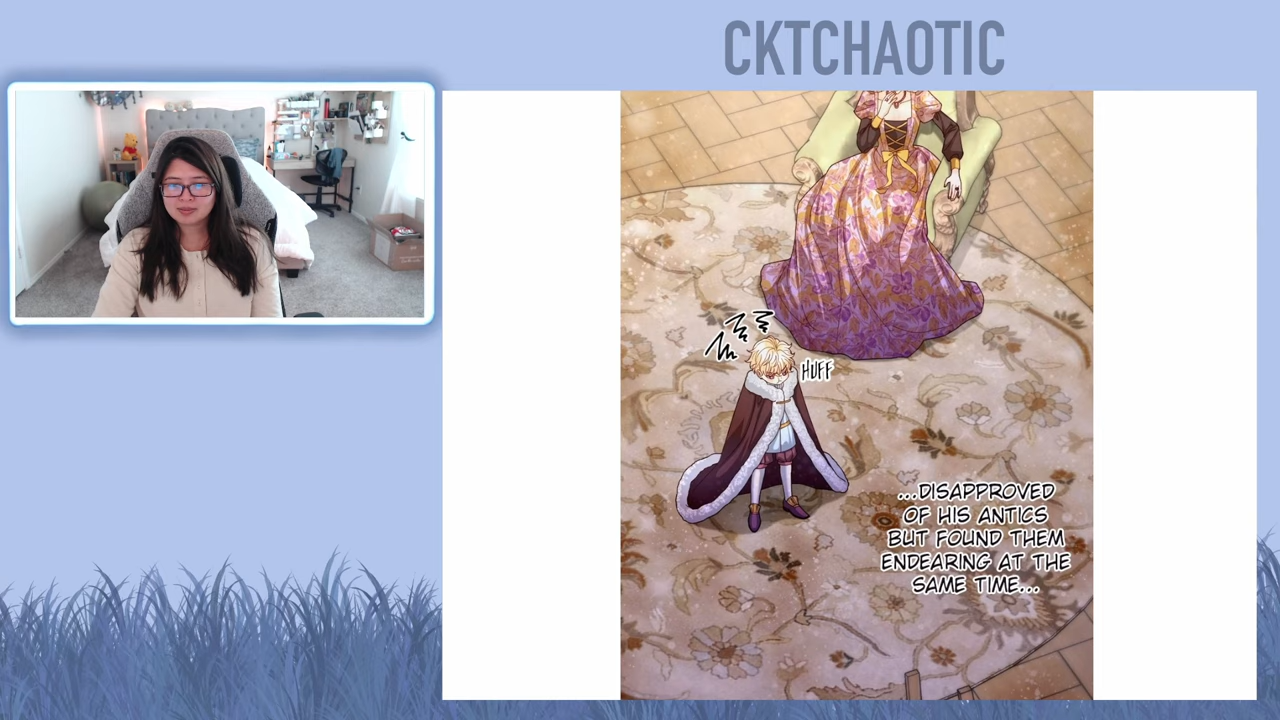 CKTCHAOTIC
HUFF
...DISAPPROVED
OF HIS ANTICS
BUT FOUND THEM
ENDEARING AT THE
SAME TIME...